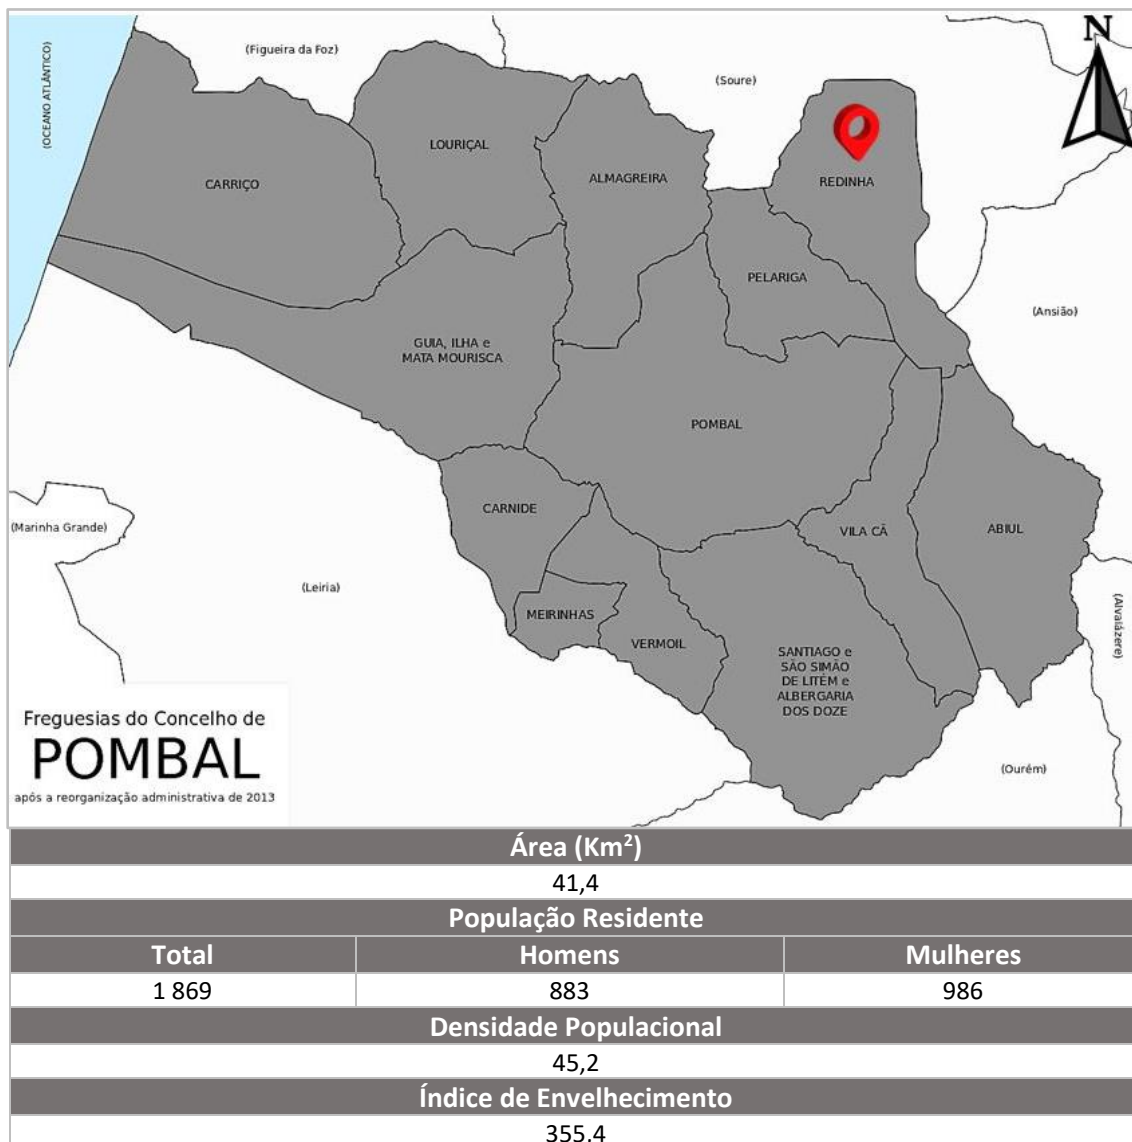 N
(OCEANO ATLÂNTICO)
(Figueira da Foz)
(Soure)
LOURIÇAL
ALMAGREIRA
CARRIÇO
REDINHA
PELARIGA
(Ansião)
GUIA, ILHA e
MATA MOURISCA
POMBAL
CARNIDE
(Marinha Grande)
VILA CÃ
ABIUL
(Leiria)
MEIRINHAS
VERMOIL
(Alvaiázere)
SANTIAGO e
SÃO SIMÃO
DE LITÉM e
ALBERGARIA
DOS DOZE
(Ourém)
Freguesias do Concelho de
POMBAL
após a reorganização administrativa de 2013
Área (Km²)
41,4
População Residente
Total Homens Mulheres
1 869 883 986
Densidade Populacional
45,2
Índice de Envelhecimento
355,4